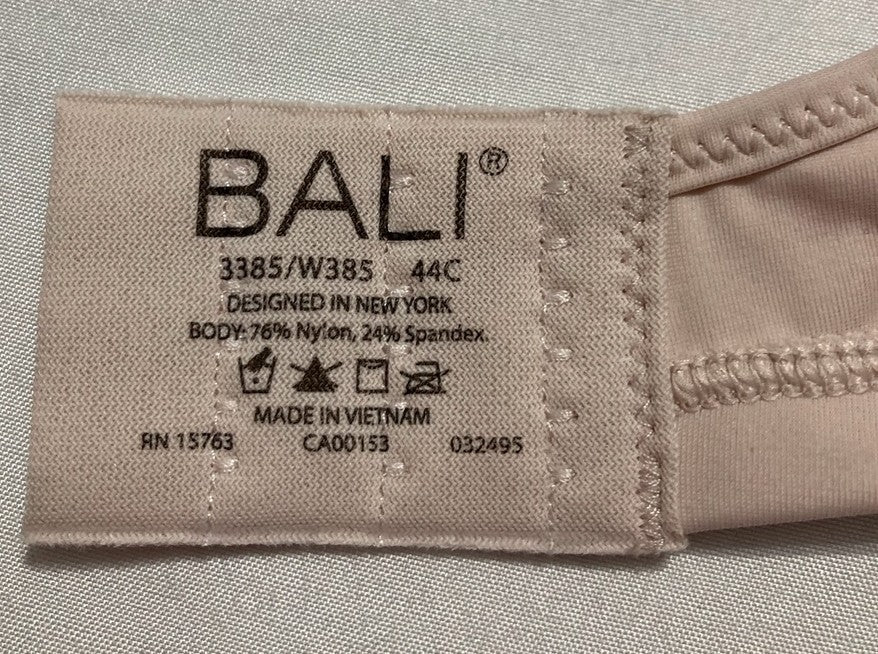 BALI®
3385/W385 44C
DESIGNED IN NEW YORK
BODY: 76% Nylon, 24% Spandex.
MADE IN VIETNAM
RN 15763 CA00153 032495